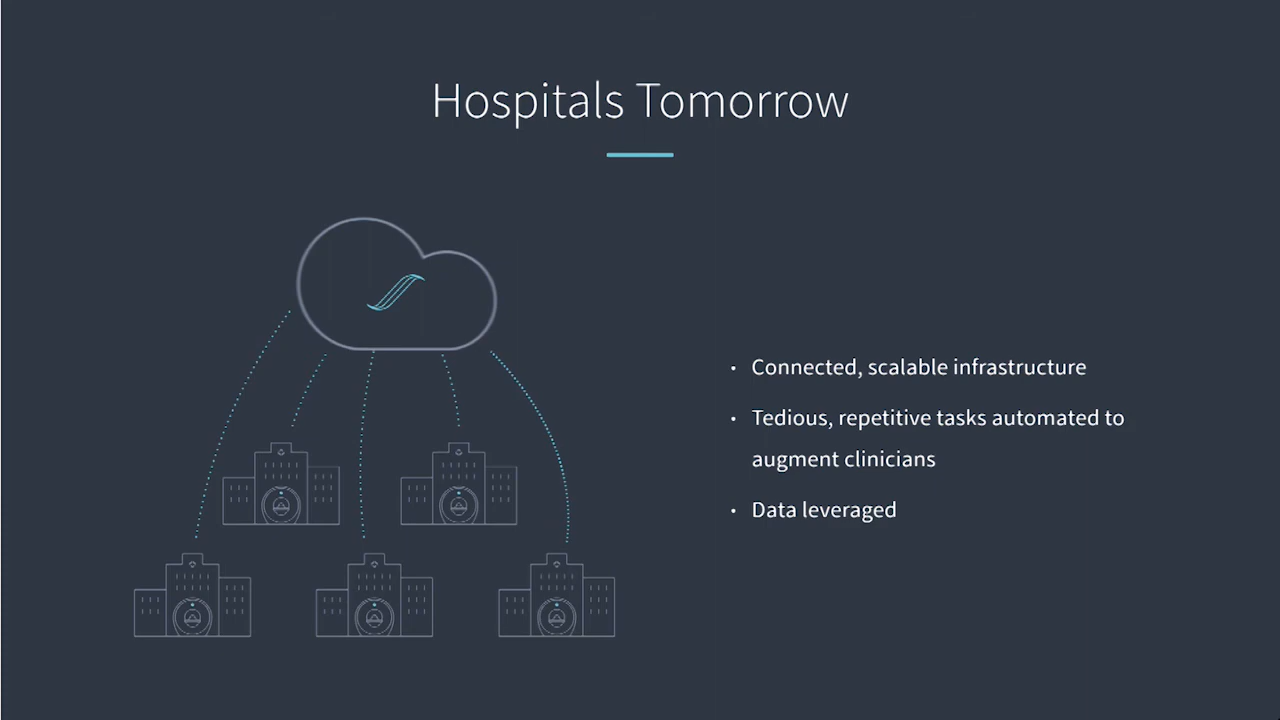 Hospitals Tomorrow
• Connected, scalable infrastructure
• Tedious, repetitive tasks automated to
augment clinicians
• Data leveraged